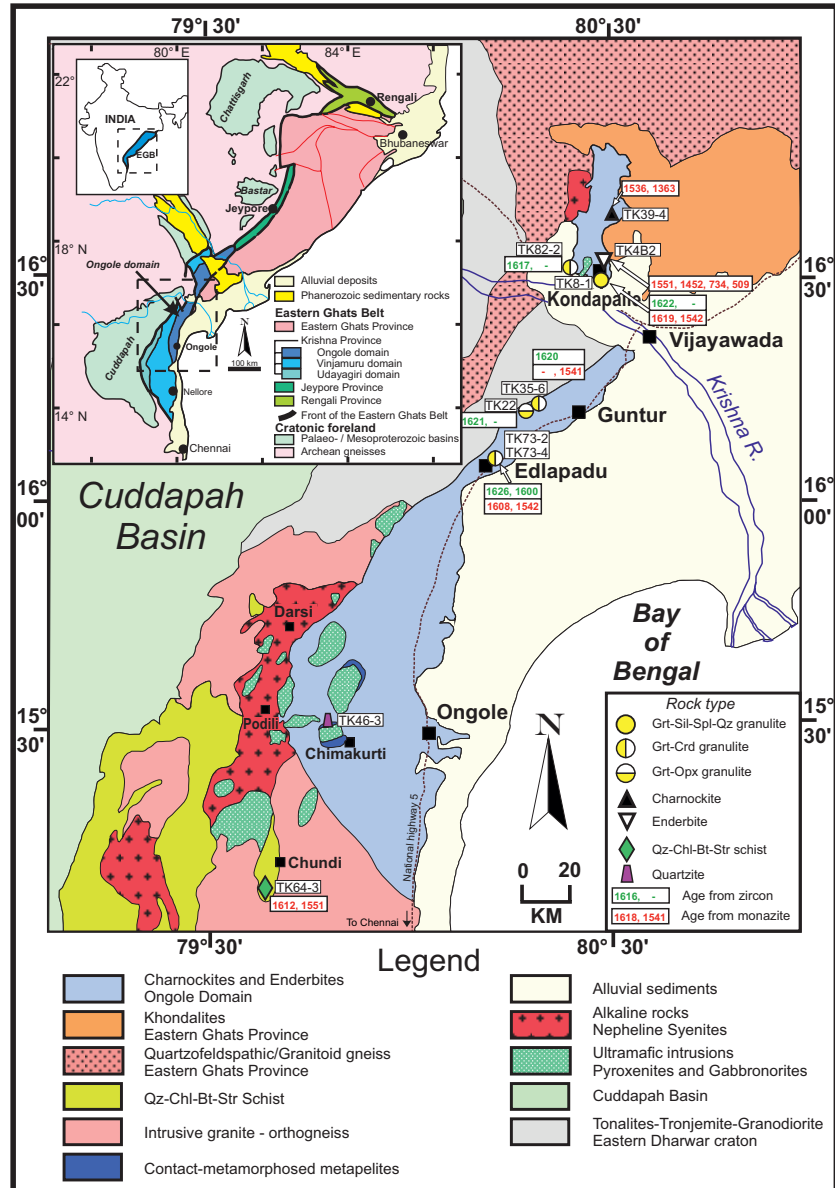 79°30'
80°30'
80° E
84° E
22°
INDIA
EGB
Chattisgarh
Rengali
Bhubaneswar
Bastar
Jeypore
18° N
Ongole domain
Cuddapah
Ongole
Nellore
14° N
Chennai
N
100 km
Alluvial deposits
Phanerozoic sedimentary rocks
Eastern Ghats Belt
Eastern Ghats Province
Krishna Province
Ongole domain
Vinjamuru domain
Udayagiri domain
Jeypore Province
Rengali Province
Front of the Eastern Ghats Belt
Cratonic foreland
Palaeo- / Mesoproterozoic basins
Archean gneisses
16°
30'
16°
30'
1536, 1363
TK39-4
TK82-2
TK4B2
1617, -
TK8-1
1551, 1452, 734, 509
Kondapalle
1622, -
1619, 1542
Vijayawada
1620
- , 1541
TK35-6
TK22
Guntur
Krishna R.
1621, -
TK73-2
TK73-4
Edlapadu
1626, 1600
1608, 1542
16°
00'
16°
00'
Cuddapah
Basin
Darsi
Bay
of
Bengal
Podili
TK46-3
Chimakurti
Ongole
15°
30'
15°
30'
National highway 5
Chundi
TK64-3
1612, 1551
To Chennai
N
0 20
KM
Rock type
Grt-Sil-Spl-Qz granulite
Grt-Crd granulite
Grt-Opx granulite
Charnockite
Enderbite
Qz-Chl-Bt-Str schist
Quartzite
1616, - Age from zircon
1618, 1541 Age from monazite
79°30'
80°30'
Legend
Charnockites and Enderbites
Ongole Domain
Khondalites
Eastern Ghats Province
Quartzofeldspathic/Granitoid gneiss
Eastern Ghats Province
Qz-Chl-Bt-Str Schist
Intrusive granite - orthogneiss
Contact-metamorphosed metapelites
Alluvial sediments
Alkaline rocks
Nepheline Syenites
Ultramafic intrusions
Pyroxenites and Gabbronorites
Cuddapah Basin
Tonalites-Tronjemite-Granodiorite
Eastern Dharwar craton